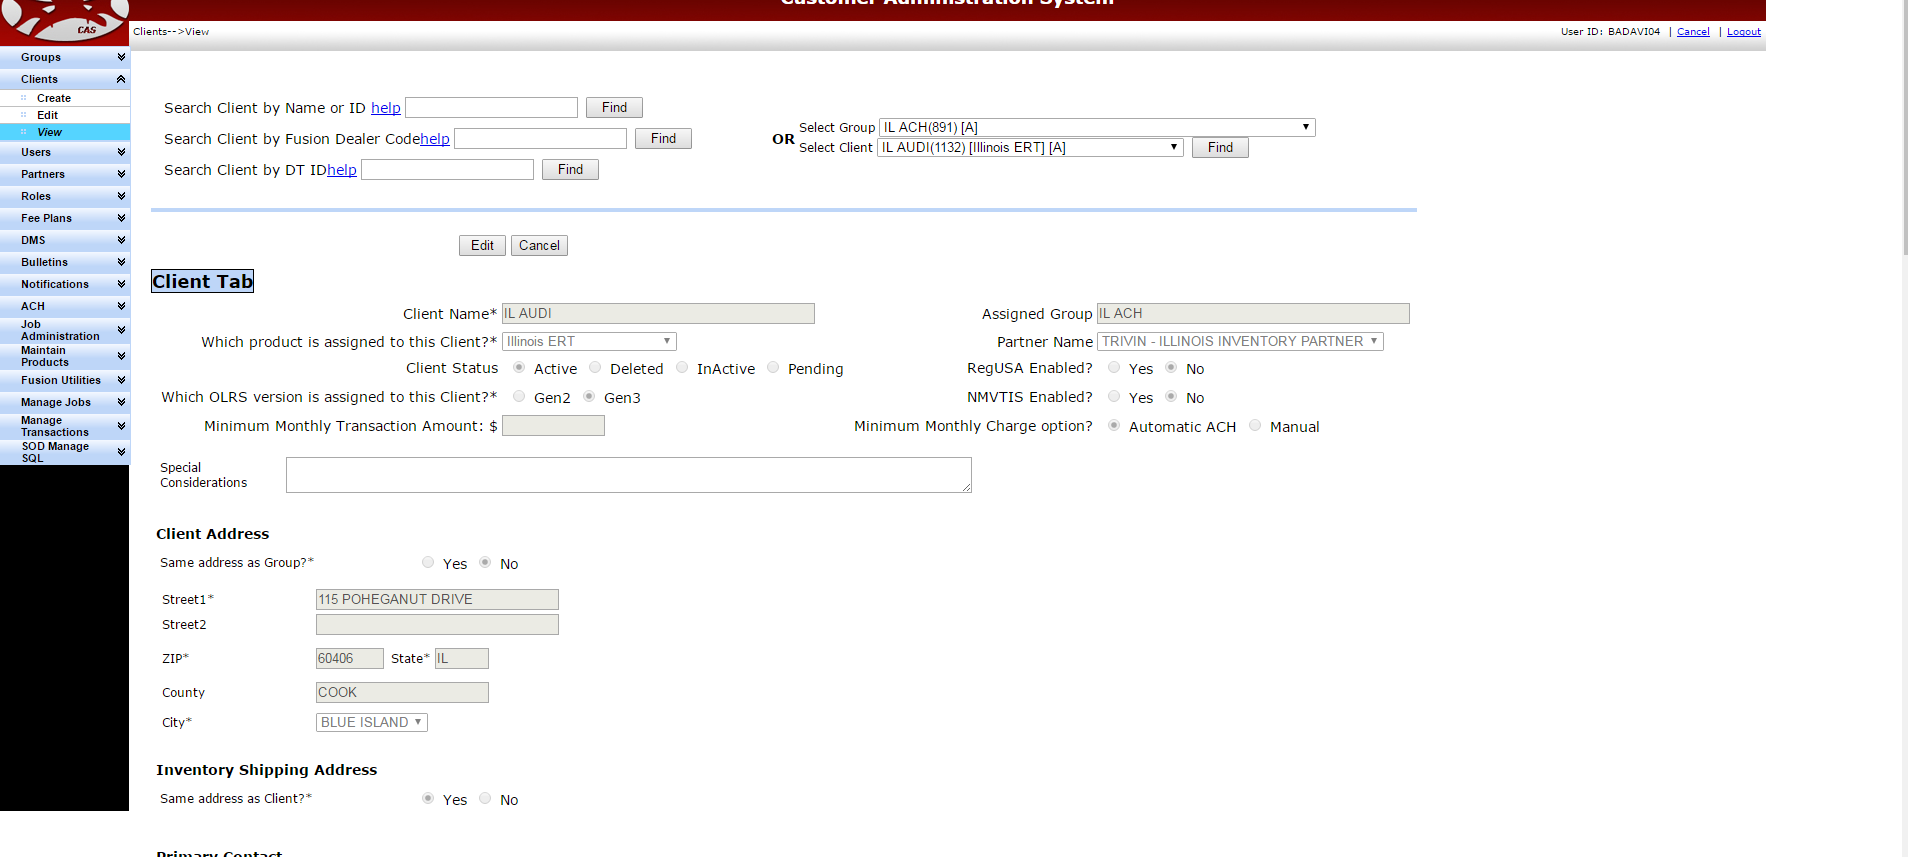 Customer Administration System
CAS
Clients-->View
User ID: BADAVI04 | Cancel | Logout
Groups
Clients
Create
Edit
View
Users
Partners
Roles
Fee Plans
DMS
Bulletins
Notifications
ACH
Job
Administration
Maintain
Products
Fusion Utilities
Manage Jobs
Manage
Transactions
SOD Manage
SQL
Search Client by Name or ID help Find
Search Client by Fusion Dealer Codehelp Find
Search Client by DT IDhelp Find
OR
Select Group IL ACH(891) [A]
Select Client IL AUDI(1132) [Illinois ERT] [A] Find
Edit Cancel
Client Tab
Client Name* IL AUDI Assigned Group IL ACH
Which product is assigned to this Client?* Illinois ERT Partner Name TRIVIN - ILLINOIS INVENTORY PARTNER
Client Status Active Deleted InActive Pending RegUSA Enabled? Yes No
Which OLRS version is assigned to this Client?* Gen2 Gen3 NMVTIS Enabled? Yes No
Minimum Monthly Transaction Amount: $ Minimum Monthly Charge option? Automatic ACH Manual
Special
Considerations
Client Address
Same address as Group?* Yes No
Street1* 115 POHEGANUT DRIVE
Street2
ZIP* 60406 State* IL
County COOK
City* BLUE ISLAND
Inventory Shipping Address
Same address as Client?* Yes No
Primary Contact